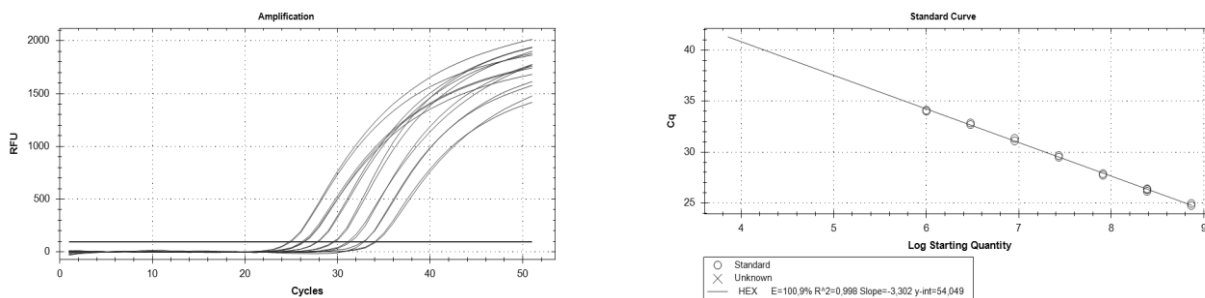 Amplification
2000
1500
1000
500
0
RFU
0 10 20 30 40 50
Cycles
Standard Curve
40
35
30
25
Cq
4 5 6 7 8 9
Log Starting Quantity
Standard
Unknown
HEX E=100,9% R^2=0,998 Slope=-3,302 y-int=54,049